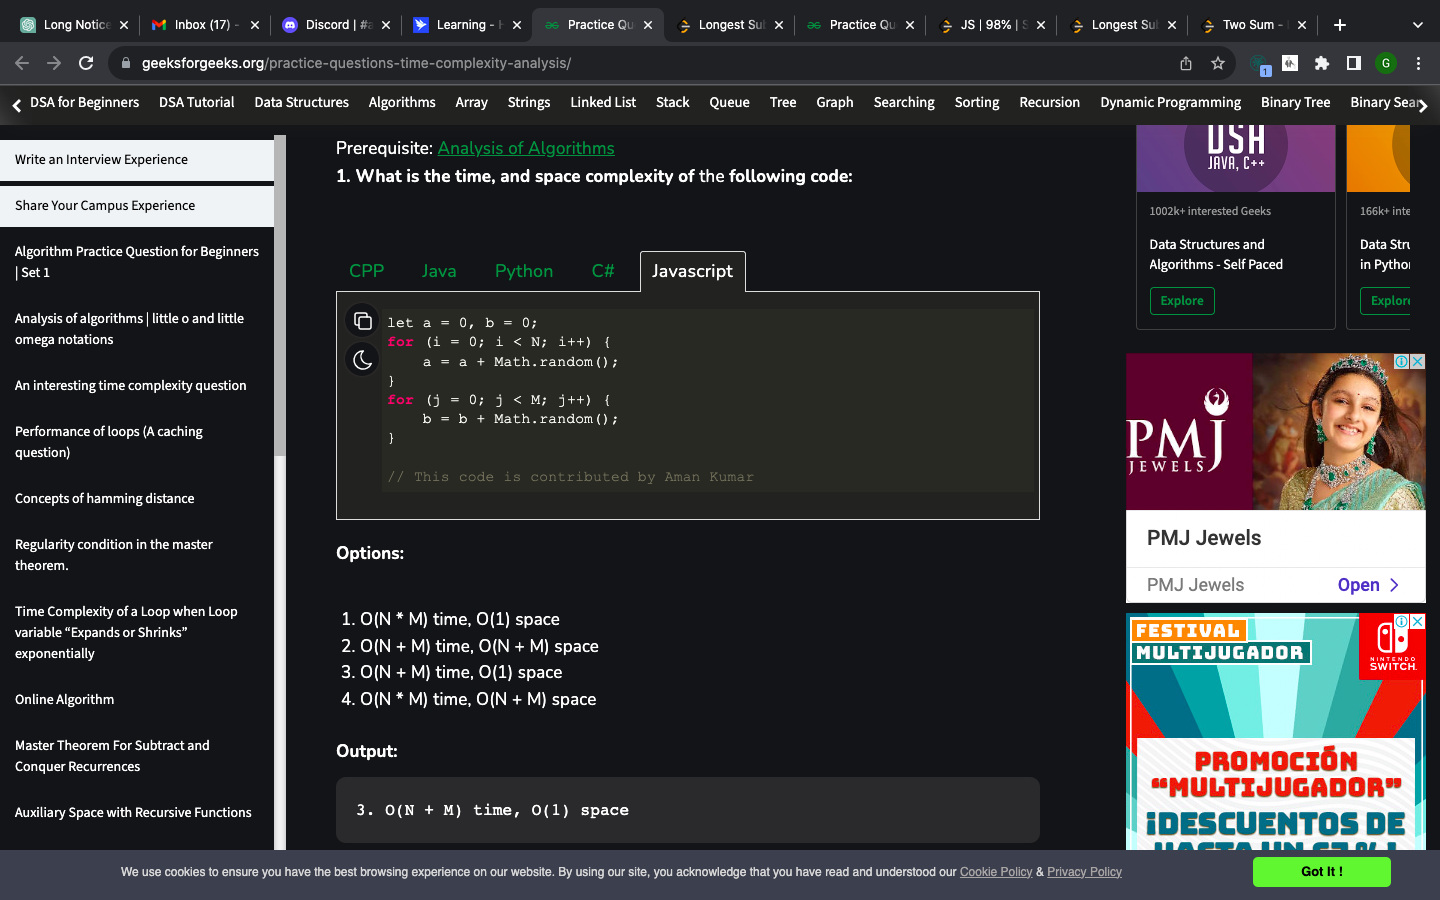 Long Notice
Inbox (17) -
Discord | #a
Learning - H
Practice Qu
Longest Sub
Practice Qu
JS | 98% | S
Longest Sub
Two Sum -
geeksforgeeks.org/practice-questions-time-complexity-analysis/
1
G
DSA for Beginners
DSA Tutorial
Data Structures
Algorithms
Array
Strings
Linked List
Stack
Queue
Tree
Graph
Searching
Sorting
Recursion
Dynamic Programming
Binary Tree
Binary Sear
Write an Interview Experience
Share Your Campus Experience
Algorithm Practice Question for Beginners
| Set 1
Analysis of algorithms | little o and little
omega notations
An interesting time complexity question
Performance of loops (A caching
question)
Concepts of hamming distance
Regularity condition in the master
theorem.
Time Complexity of a Loop when Loop
variable “Expands or Shrinks”
exponentially
Online Algorithm
Master Theorem For Subtract and
Conquer Recurrences
Auxiliary Space with Recursive Functions
Prerequisite: Analysis of Algorithms
1. What is the time, and space complexity of the following code:
CPP
Java
Python
C#
Javascript
let a = 0, b = 0;
for (i = 0; i < N; i++) {
    a = a + Math.random();
}
for (j = 0; j < M; j++) {
    b = b + Math.random();
}
// This code is contributed by Aman Kumar
Options:
1. O(N * M) time, O(1) space
2. O(N + M) time, O(N + M) space
3. O(N + M) time, O(1) space
4. O(N * M) time, O(N + M) space
Output:
3. O(N + M) time, O(1) space
DSA
JAVA, C++
1002k+ interested Geeks
Data Structures and
Algorithms - Self Paced
Explore
166k+ inte
Data Stru
in Python
Explore
PMJ
JEWELS
PMJ Jewels
PMJ Jewels
Open
FESTIVAL
MULTIJUGADOR
NINTENDO
SWITCH
PROMOCIÓN
“MULTIJUGADOR”
¡DESCUENTOS DE
HASTA UN 67%!
We use cookies to ensure you have the best browsing experience on our website. By using our site, you acknowledge that you have read and understood our Cookie Policy & Privacy Policy
Got It !